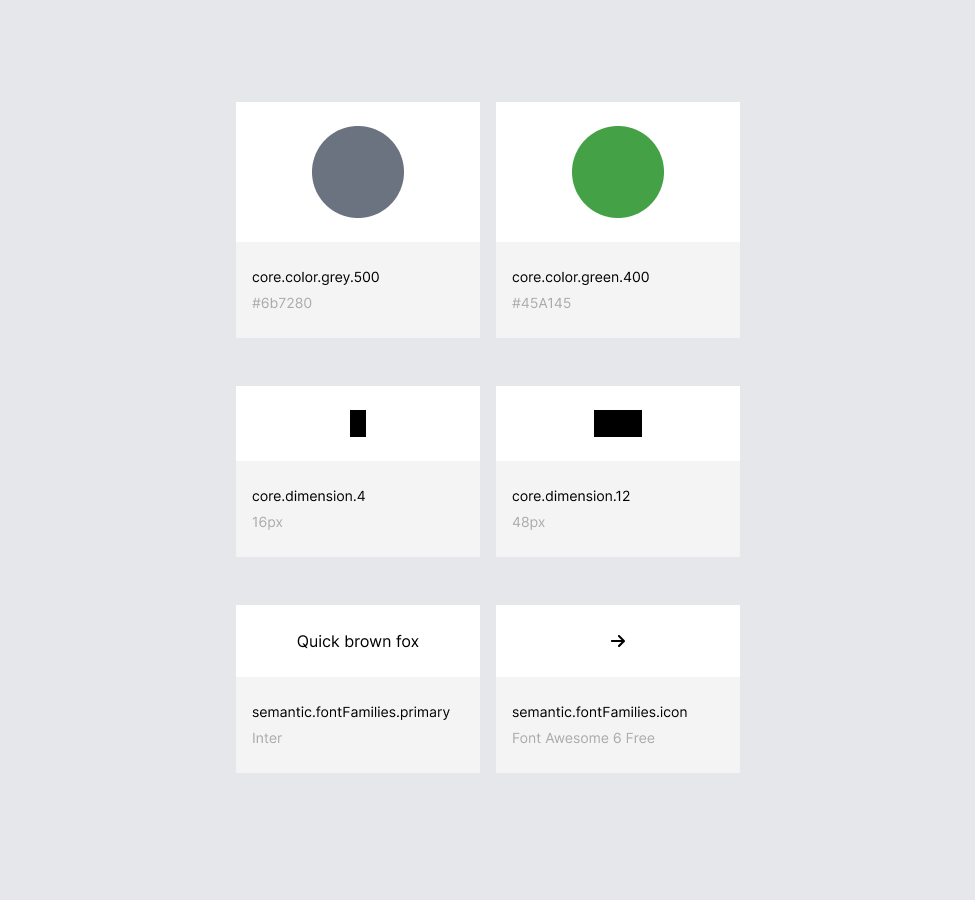 core.color.grey.500
#6b7280
core.color.green.400
#45A145
core.dimension.4
16px
core.dimension.12
48px
Quick brown fox
→
semantic.fontFamilies.primary
Inter
semantic.fontFamilies.icon
Font Awesome 6 Free